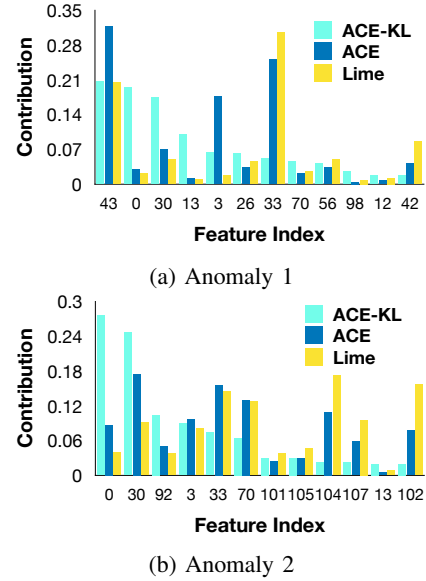 0.35
0.28
0.21
0.14
0.07
0
Contribution
ACE-KL
ACE
Lime
43 0 30 13 3 26 33 70 56 98 12 42
Feature Index
(a) Anomaly 1
0.3
0.24
0.18
0.12
0.06
0
Contribution
ACE-KL
ACE
Lime
0 30 92 3 33 70 101 105 104 107 13 102
Feature Index
(b) Anomaly 2